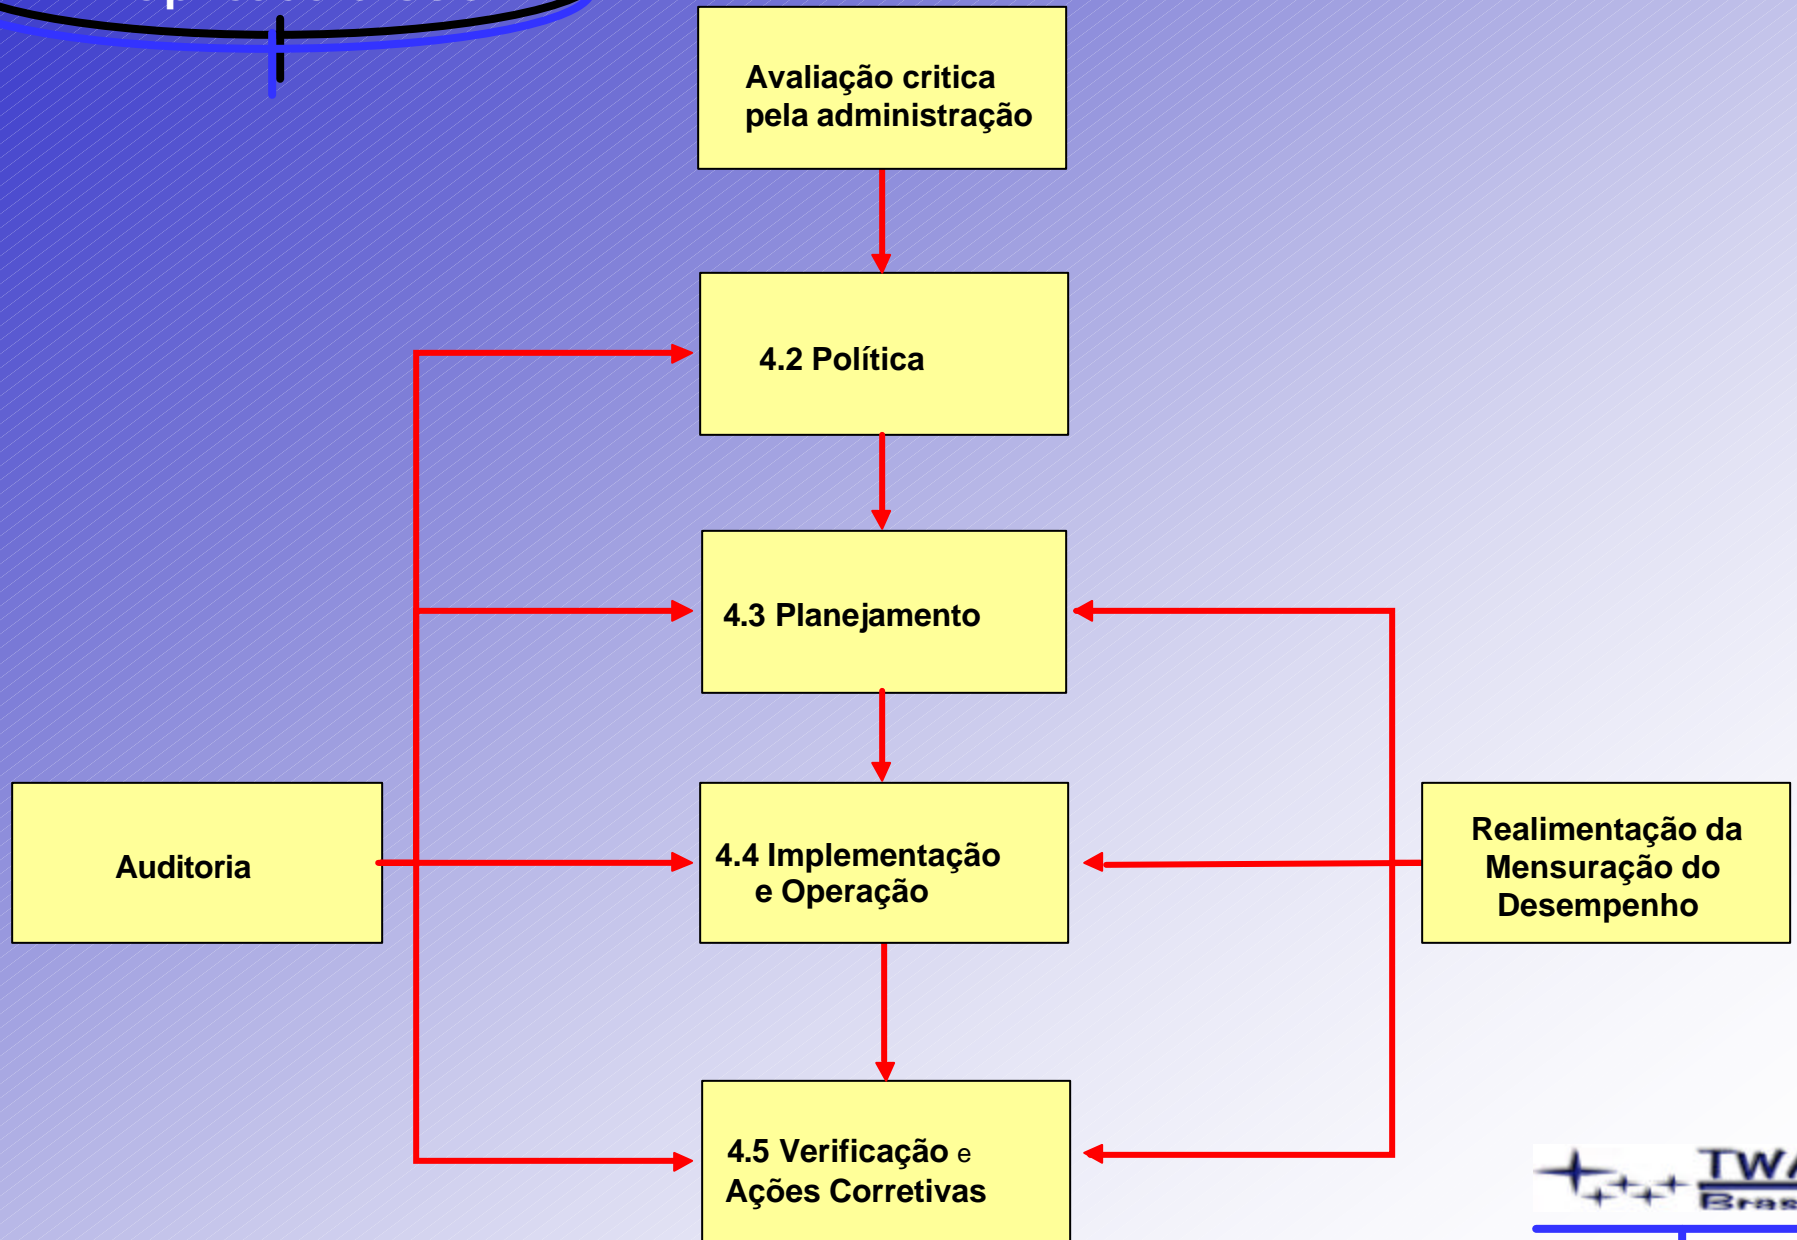 Avaliação critica
pela administração
4.2 Política
4.3 Planejamento
Auditoria
4.4 Implementação
e Operação
Realimentação da
Mensuração do
Desempenho
4.5 Verificação e
Ações Corretivas